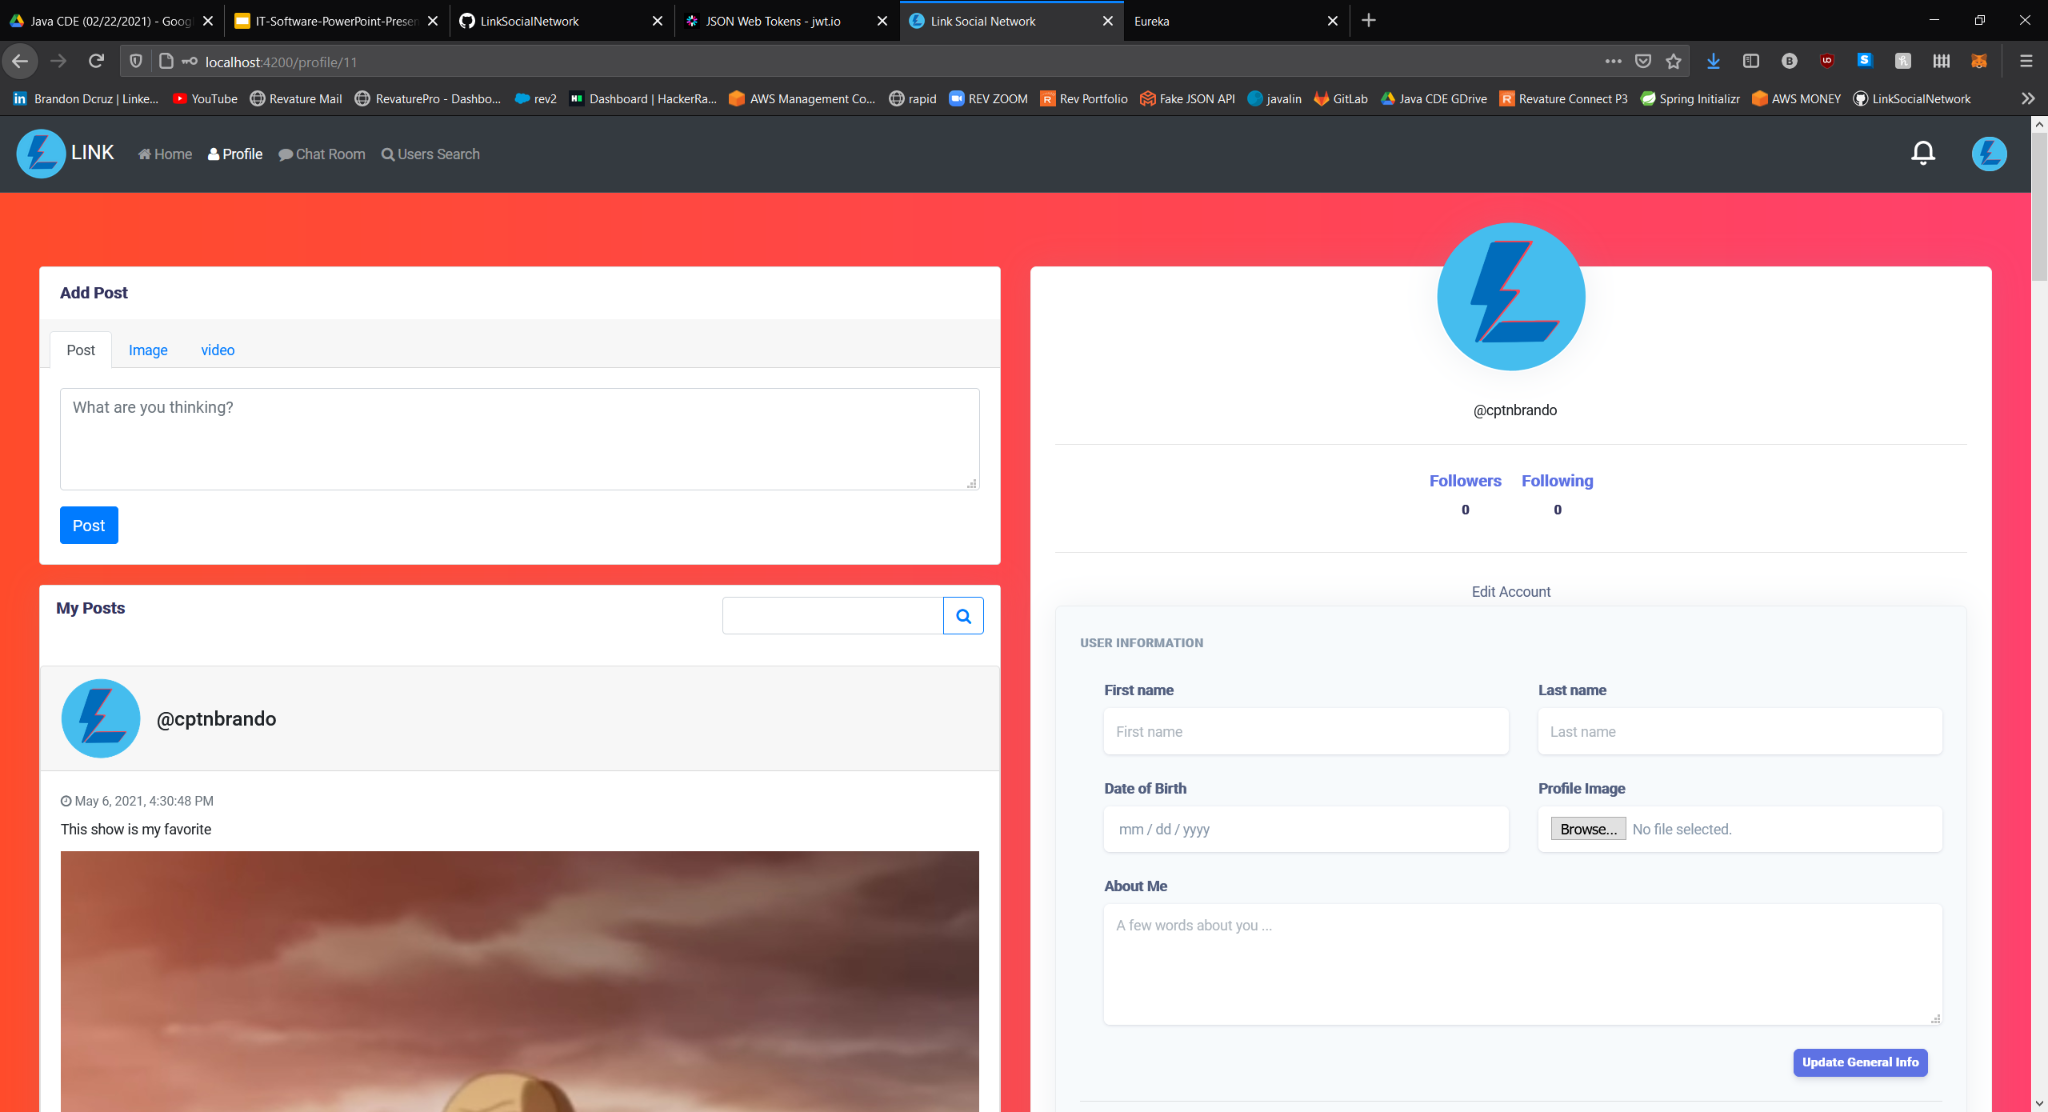 Java CDE (02/22/2021) - Goog
IT-Software-PowerPoint-Presen
LinkSocialNetwork
JSON Web Tokens - jwt.io
Link Social Network
Eureka
localhost:4200/profile/11
Brandon Dcruz | Linke...
YouTube
Revature Mail
RevaturePro - Dashbo...
rev2
Dashboard | HackerRa...
AWS Management Co...
rapid
REV ZOOM
Rev Portfolio
Fake JSON API
javalin
GitLab
Java CDE GDrive
Revature Connect P3
Spring Initializr
AWS MONEY
LinkSocialNetwork
LINK
Home
Profile
Chat Room
Users Search
Add Post
Post
Image
video
What are you thinking?
Post
My Posts
@cptnbrando
May 6, 2021, 4:30:48 PM
This show is my favorite
@cptnbrando
Followers Following
0 0
Edit Account
USER INFORMATION
First name
Last name
First name
Last name
Date of Birth
Profile Image
mm / dd / yyyy
Browse... No file selected.
About Me
A few words about you ...
Update General Info